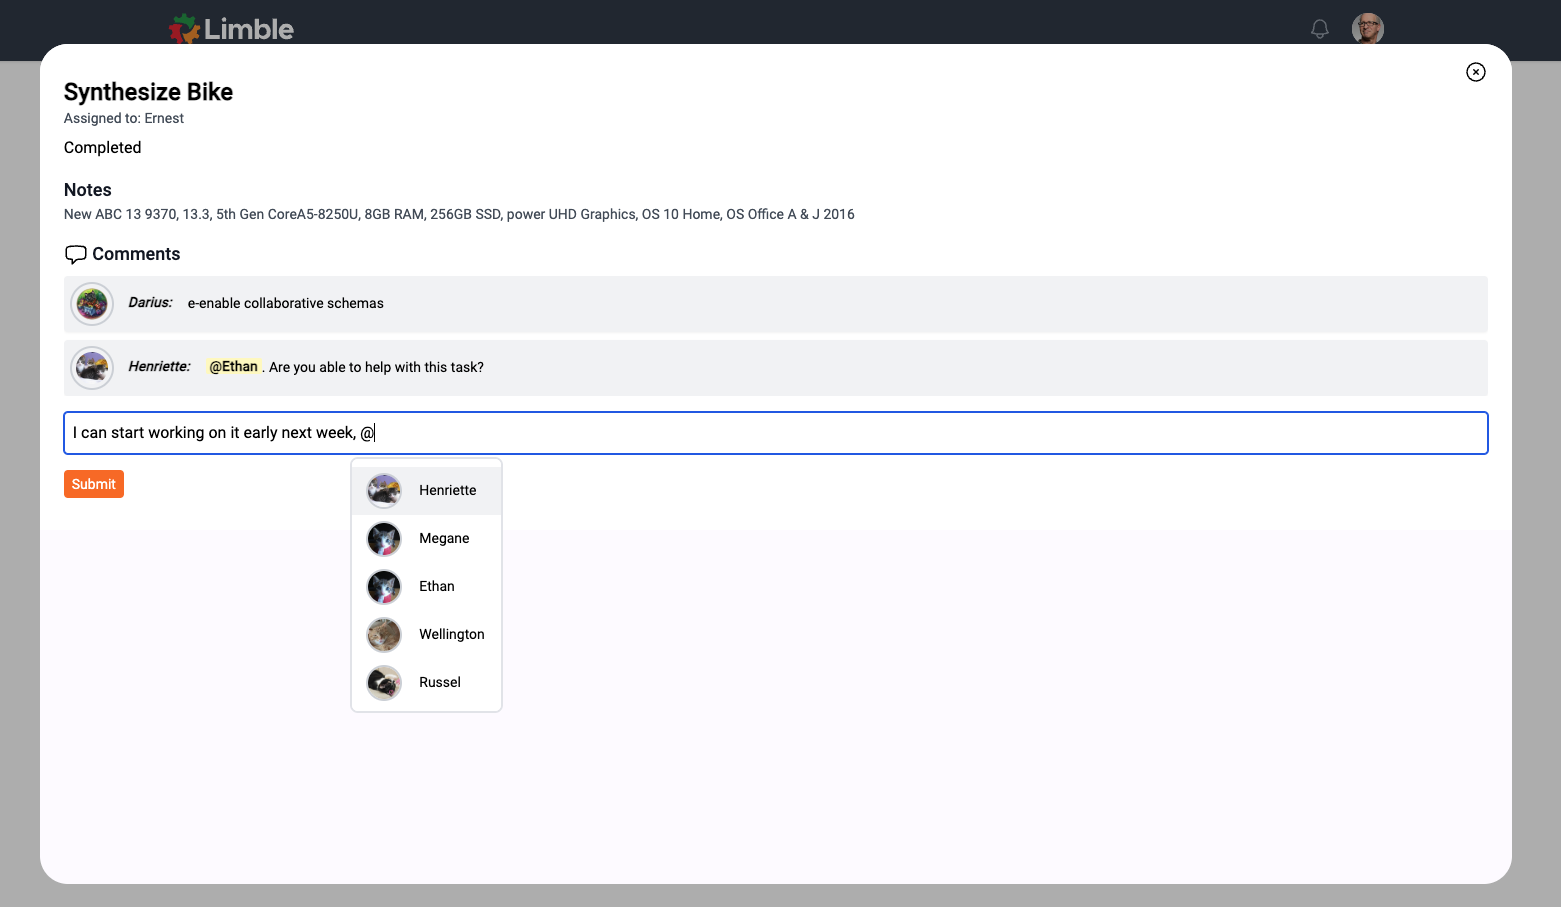 Limble
Synthesize Bike
Assigned to: Ernest
Completed
Notes
New ABC 13 9370, 13.3, 5th Gen CoreA5-8250U, 8GB RAM, 256GB SSD, power UHD Graphics, OS 10 Home, OS Office A & J 2016
Comments
Darius: e-enable collaborative schemas
Henriette: @Ethan . Are you able to help with this task?
I can start working on it early next week, @
Submit
Henriette
Megane
Ethan
Wellington
Russel